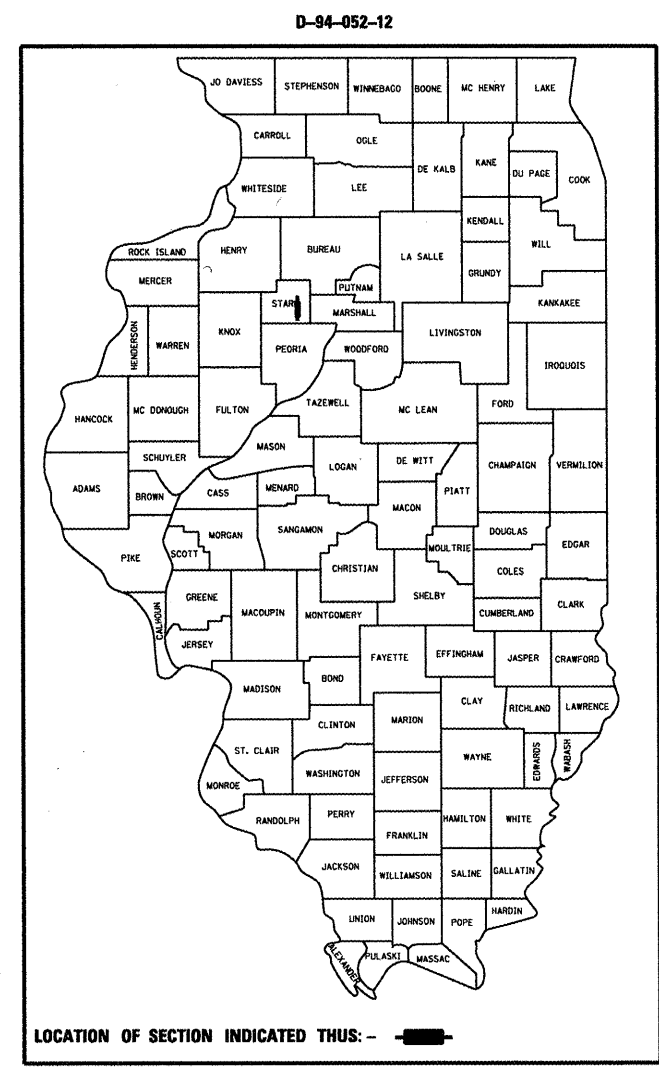 D-94-052-12
JO DAVIESS
STEPHENSON
WINNEBAGO
BOONE
MC HENRY
LAKE
CARROLL
OGLE
DE KALB
KANE
DU PAGE
COOK
WHITESIDE
LEE
KENDALL
WILL
ROCK ISLAND
HENRY
BUREAU
LA SALLE
GRUNDY
MERCER
PUTNAM
STAR
MARSHALL
KANKAKEE
HENDERSON
WARREN
KNOX
PEORIA
WOODFORD
LIVINGSTON
IROQUOIS
HANCOCK
MC DONOUGH
FULTON
TAZEWELL
MC LEAN
FORD
SCHUYLER
MASON
LOGAN
DE WITT
CHAMPAIGN
VERMILION
ADAMS
BROWN
CASS
MENARD
PIATT
MACON
PIKE
SCOTT
MORGAN
SANGAMON
DOUGLAS
EDGAR
MOULTRIE
CHRISTIAN
COLES
CALHOUN
GREENE
MACOUPIN
MONTGOMERY
SHELBY
CUMBERLAND
CLARK
JERSEY
FAYETTE
EFFINGHAM
JASPER
CRAWFORD
MADISON
BOND
CLAY
RICHLAND
LAWRENCE
CLINTON
MARION
ST. CLAIR
WAYNE
EDWARDS
WABASH
WASHINGTON
JEFFERSON
MONROE
RANDOLPH
PERRY
HAMILTON
WHITE
FRANKLIN
JACKSON
WILLIAMSON
SALINE
GALLATIN
UNION
JOHNSON
POPE
HARDIN
ALEXANDER
PULASKI
MASSAC
LOCATION OF SECTION INDICATED THUS: -